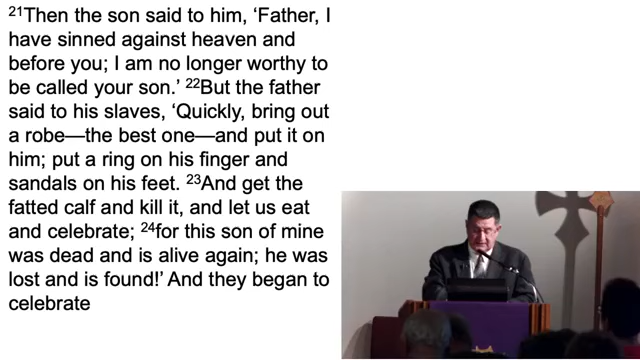 ²¹Then the son said to him, ‘Father, I
have sinned against heaven and
before you; I am no longer worthy to
be called your son.’ ²²But the father
said to his slaves, ‘Quickly, bring out
a robe—the best one—and put it on
him; put a ring on his finger and
sandals on his feet. ²³And get the
fatted calf and kill it, and let us eat
and celebrate; ²⁴for this son of mine
was dead and is alive again; he was
lost and is found!’ And they began to
celebrate